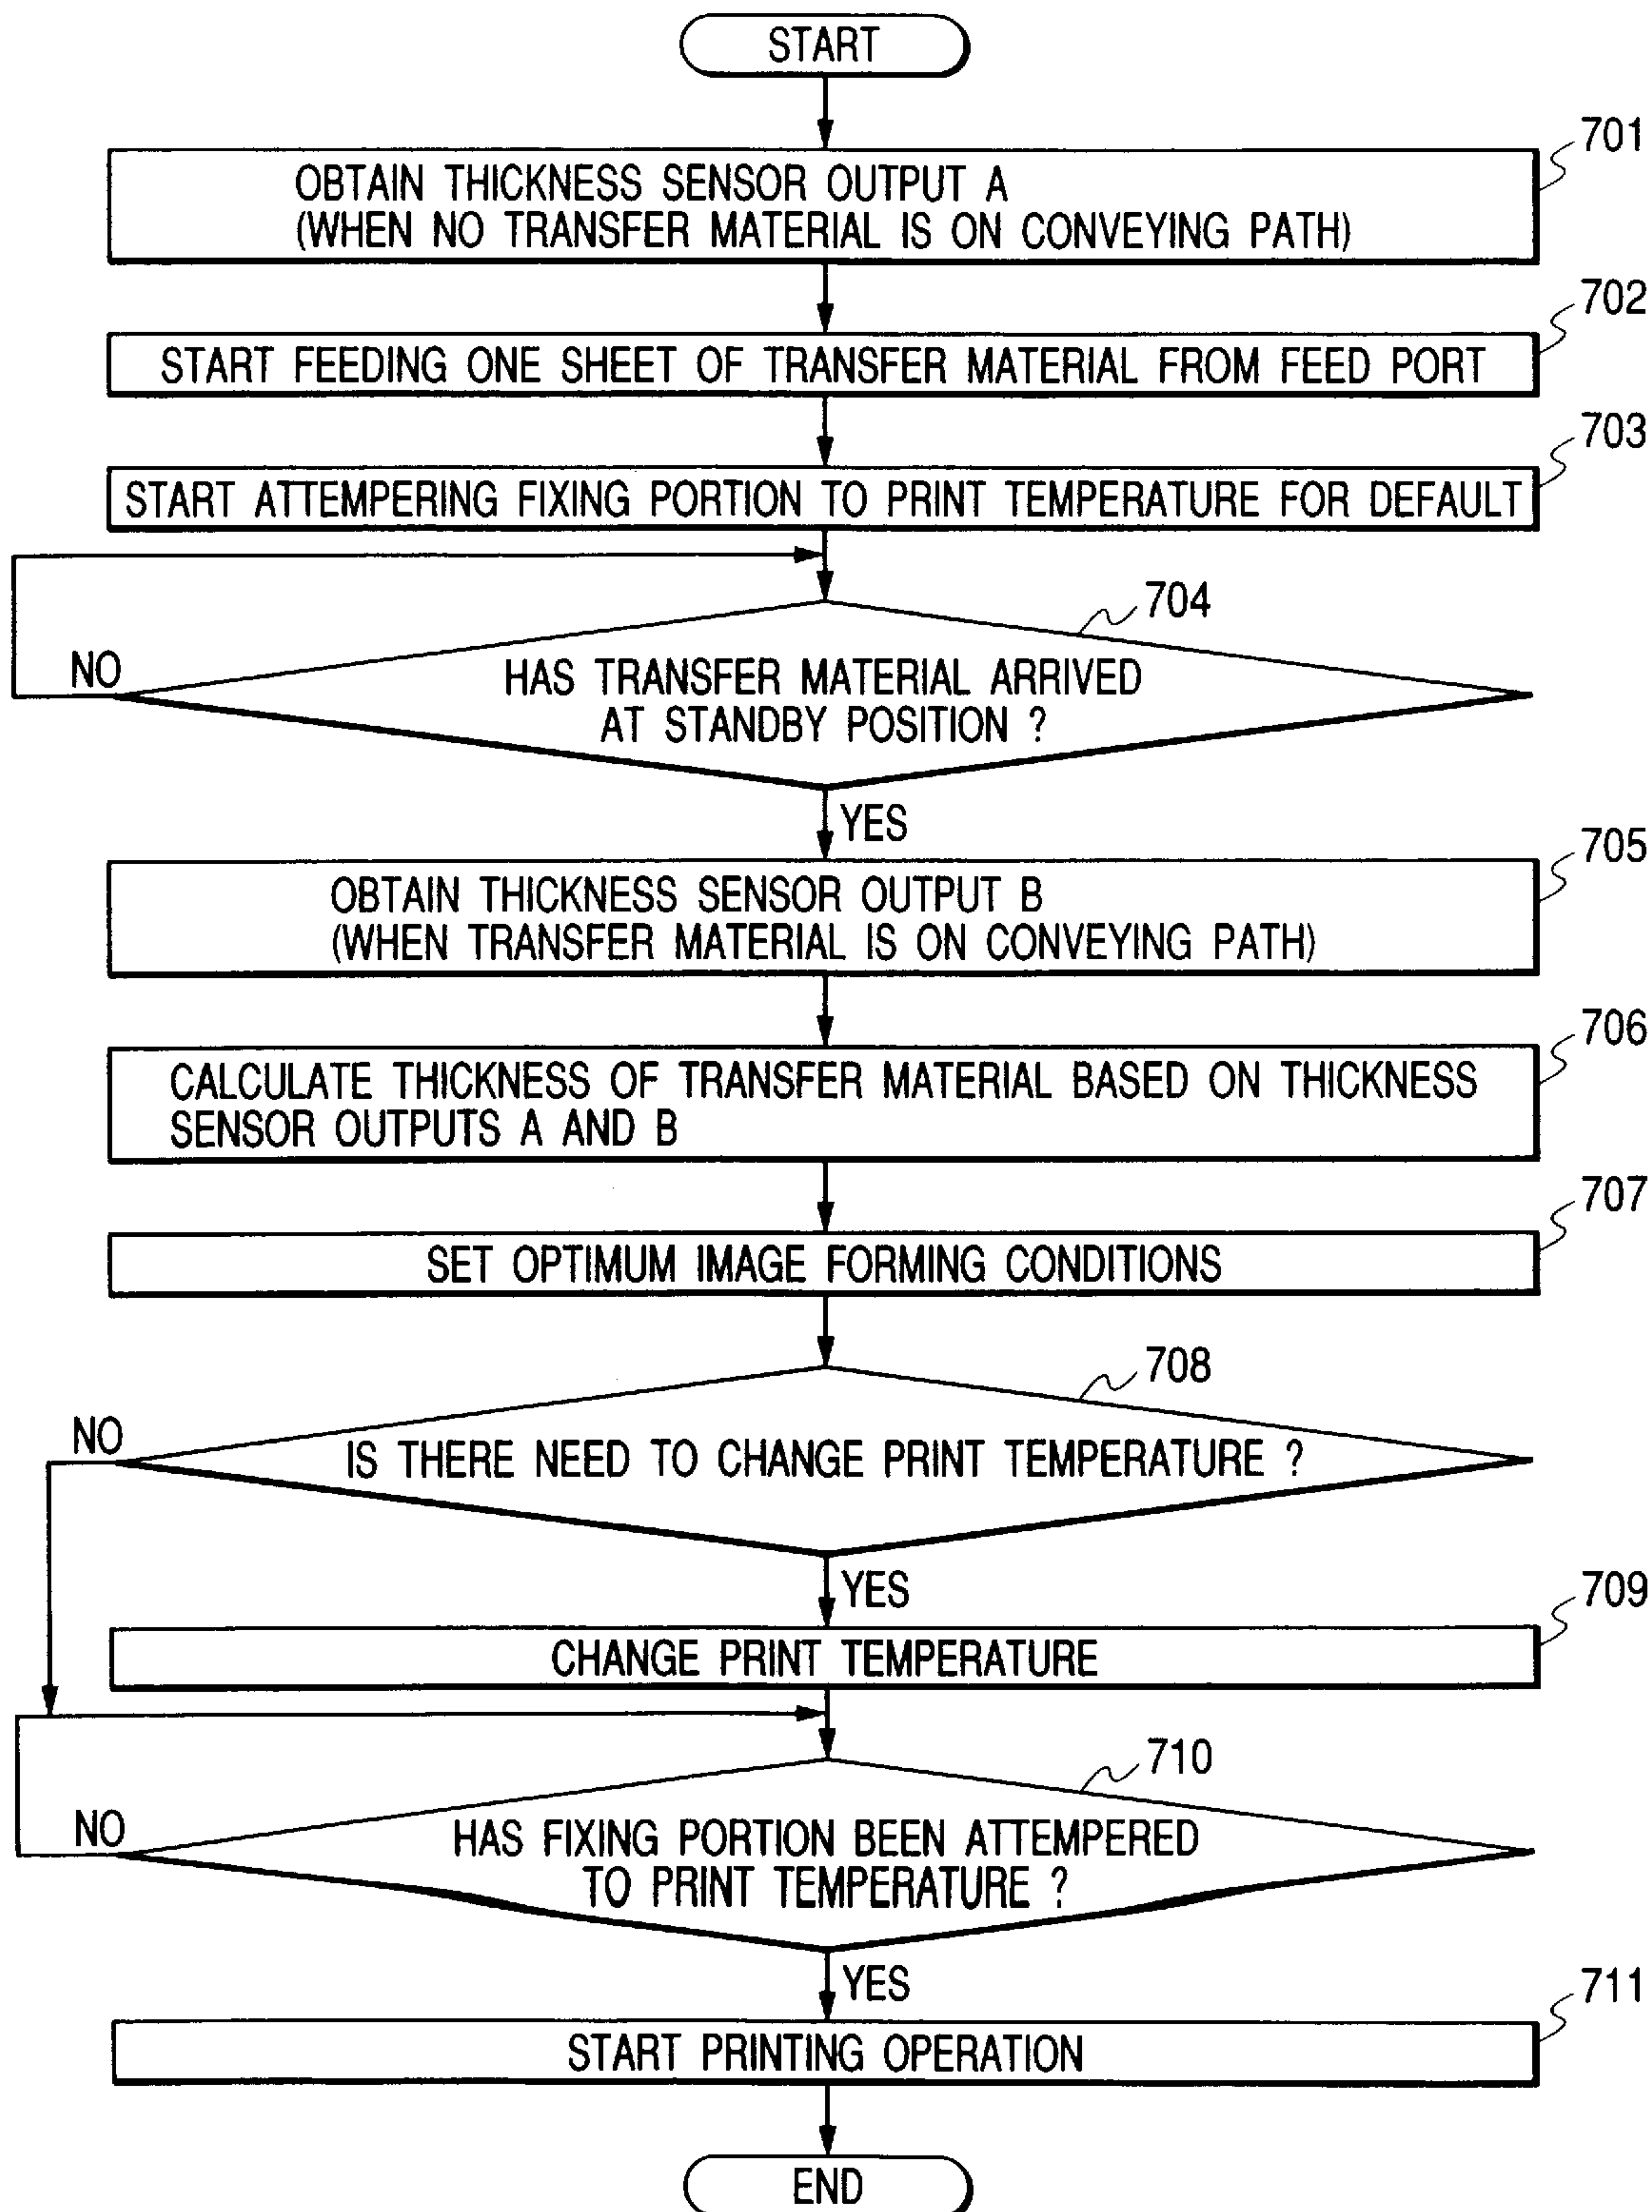 START
701
OBTAIN THICKNESS SENSOR OUTPUT A
(WHEN NO TRANSFER MATERIAL IS ON CONVEYING PATH)
702
START FEEDING ONE SHEET OF TRANSFER MATERIAL FROM FEED PORT
703
START ATTEMPERING FIXING PORTION TO PRINT TEMPERATURE FOR DEFAULT
704
NO
HAS TRANSFER MATERIAL ARRIVED
AT STANDBY POSITION ?
YES
705
OBTAIN THICKNESS SENSOR OUTPUT B
(WHEN TRANSFER MATERIAL IS ON CONVEYING PATH)
706
CALCULATE THICKNESS OF TRANSFER MATERIAL BASED ON THICKNESS
SENSOR OUTPUTS A AND B
707
SET OPTIMUM IMAGE FORMING CONDITIONS
708
NO
IS THERE NEED TO CHANGE PRINT TEMPERATURE ?
YES
709
CHANGE PRINT TEMPERATURE
710
NO
HAS FIXING PORTION BEEN ATTEMPERED
TO PRINT TEMPERATURE ?
YES
711
START PRINTING OPERATION
END